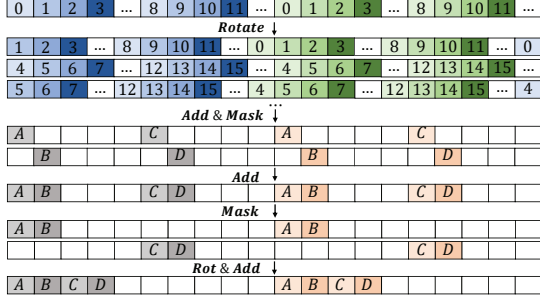 0 1 2 3 ... 8 9 10 11 ... 0 1 2 3 ... 8 9 10 11 ...
Rotate
1 2 3 ... 8 9 10 11 ... 0 1 2 3 ... 8 9 10 11 ... 0
4 5 6 7 ... 12 13 14 15 ... 4 5 6 7 ... 12 13 14 15 ...
5 6 7 ... 12 13 14 15 ... 4 5 6 7 ... 12 13 14 15 ... 4
...
Add & Mask
A C A C
B D B D
Add
A B C D A B C D
Mask
A B A B
C D C D
Rot & Add
A B C D A B C D